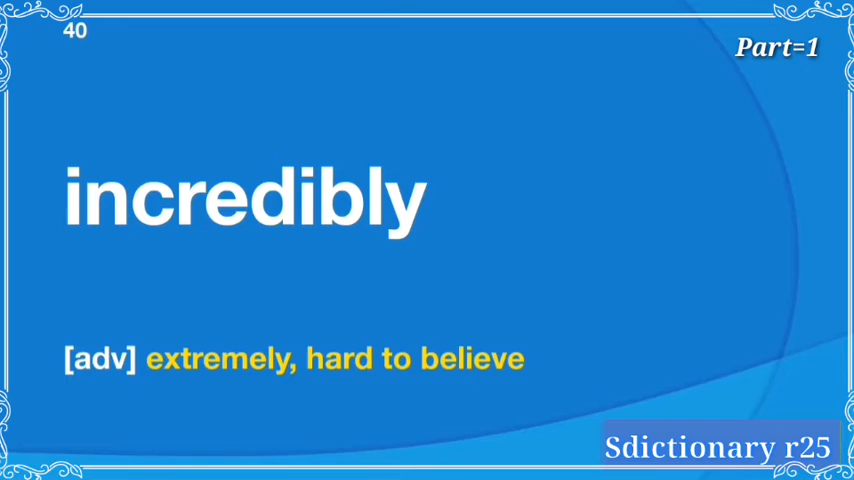 40
Part=1
incredibly
[adv] extremely, hard to believe
Sdictionary r25